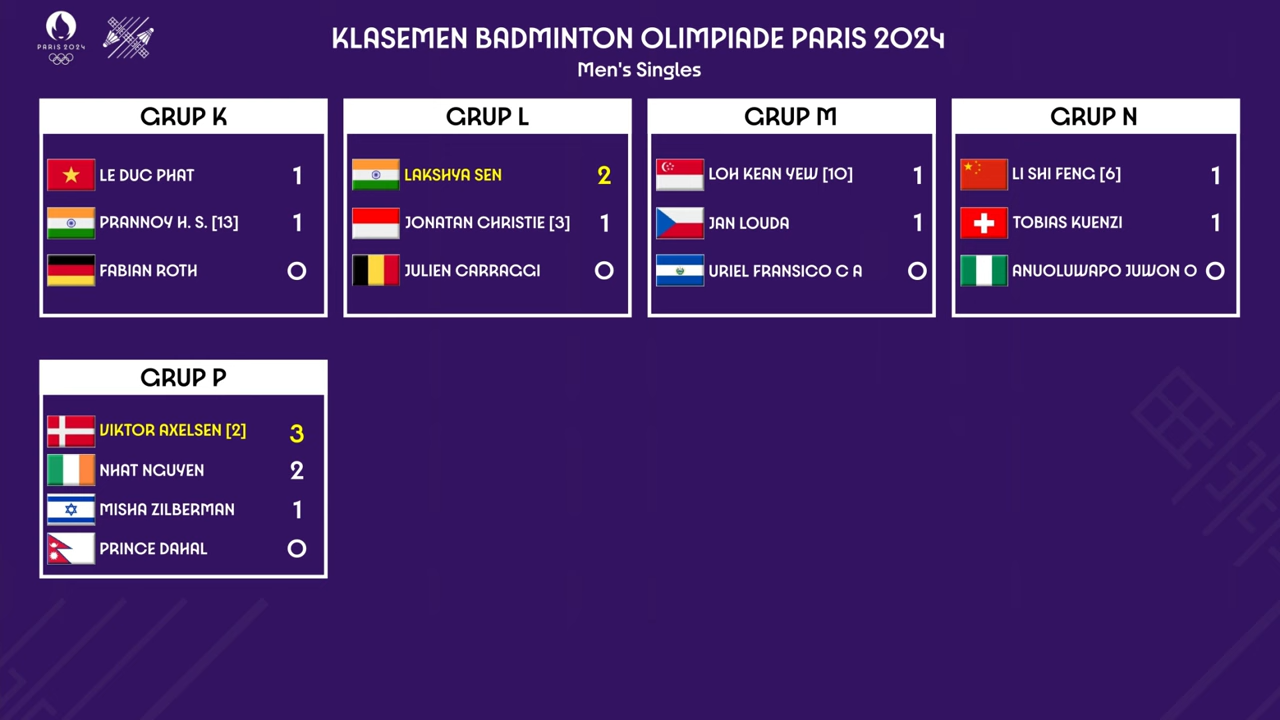 PARIS 2024
KLASEMEN BADMINTON OLIMPIADE PARIS 2024
Men's Singles
GRUP K
LE DUC PHAT 1
PRANNOY H. S. [13] 1
FABIAN ROTH 0
GRUP L
LAKSHYA SEN 2
JONATAN CHRISTIE [3] 1
JULIEN CARRAGGI 0
GRUP M
LOH KEAN YEW [10] 1
JAN LOUDA 1
URIEL FRANSICO C A 0
GRUP N
LI SHI FENG [6] 1
TOBIAS KUENZI 1
ANUOLUWAPO JUWON O 0
GRUP P
VIKTOR AXELSEN [2] 3
NHAT NGUYEN 2
MISHA ZILBERMAN 1
PRINCE DAHAL 0